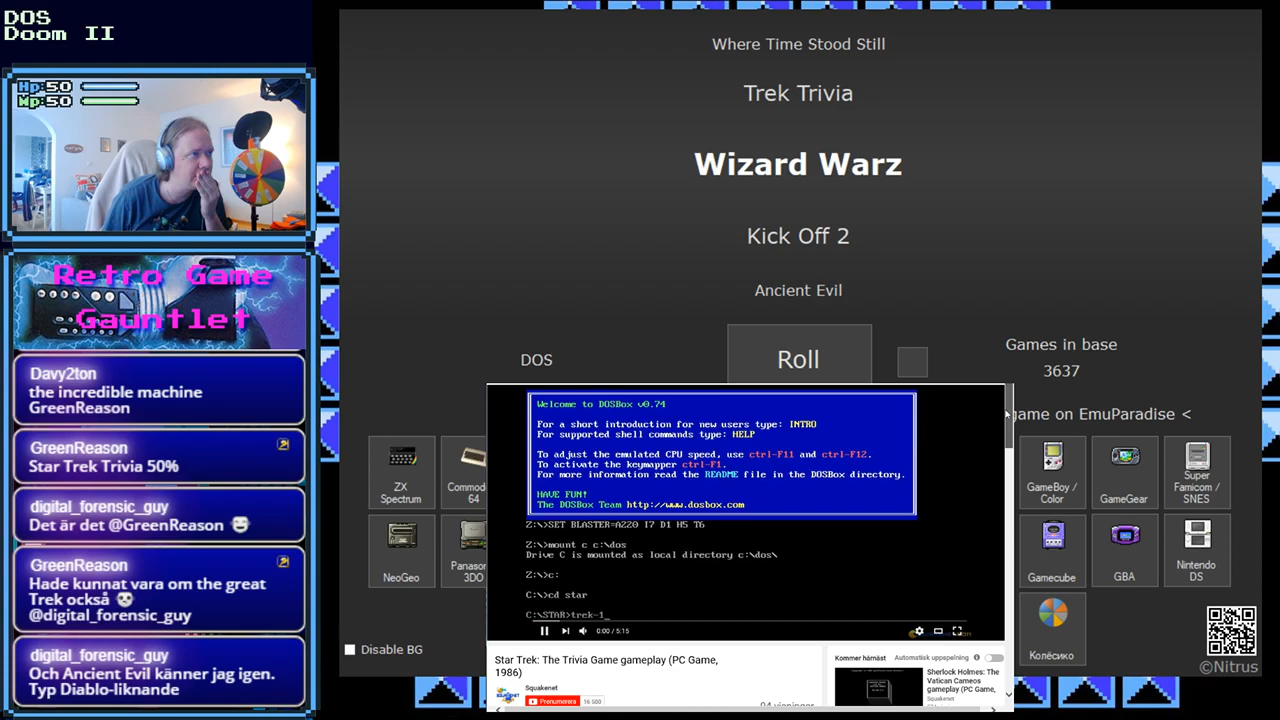 DOS
Doom II
Hp:50
Mp:50
Retro Game
Gauntlet
Davy2ton
the incredible machine
GreenReason
GreenReason
Star Trek Trivia 50%
digital_forensic_guy
Det är det @GreenReason
GreenReason
Hade kunnat vara om the great
Trek också
@digital_forensic_guy
digital_forensic_guy
Och Ancient Evil känner jag igen.
Typ Diablo-liknande
Where Time Stood Still
Trek Trivia
Wizard Warz
Kick Off 2
Ancient Evil
DOS
Roll
Games in base
3637
game on EmuParadise <
ZX
Spectrum
Commod
64
NeoGeo
Panaso
3DO
GameBoy /
Color
GameGear
Super
Famicom /
SNES
Gamecube
GBA
Nintendo
DS
Колёсико
Disable BG
©Nitrus
Welcome to DOSBox v0.74
For a short introduction for new users type: INTRO
For supported shell commands type: HELP
To adjust the emulated CPU speed, use ctrl-F11 and ctrl-F12.
To activate the keymapper ctrl-F1.
For more information read the README file in the DOSBox directory.
HAVE FUN!
The DOSBox Team http://www.dosbox.com
Z:\>SET BLASTER=A220 I7 D1 H5 T6
Z:\>mount c c:\dos
Drive C is mounted as local directory c:\dos\
Z:\>c:
C:\>cd star
C:\STAR>trek-1_
0:00 / 5:15
Star Trek: The Trivia Game gameplay (PC Game,
1986)
Squakenet
Prenumerera 16 500
94 visningar
Kommer härnäst
Automatisk uppspelning
Sherlock Holmes: The
Vatican Cameos
gameplay (PC Game,